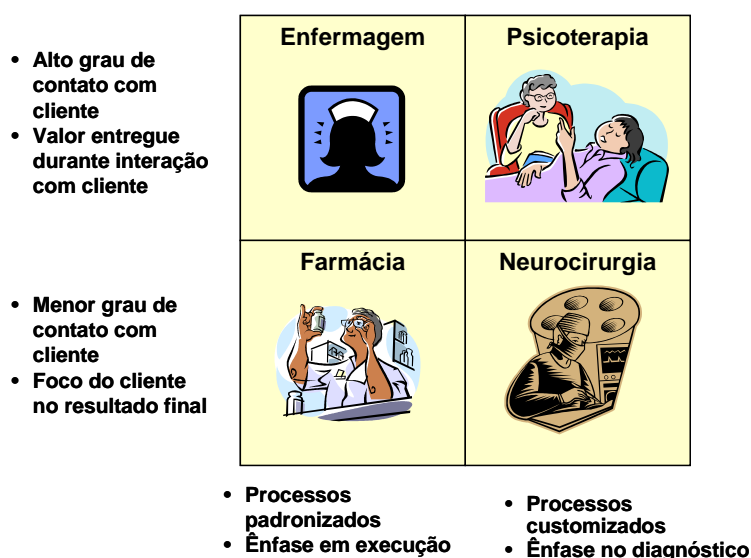 Enfermagem
Psicoterapia
• Alto grau de
contato com
cliente
• Valor entregue
durante interação
com cliente
Farmácia
Neurocirurgia
• Menor grau de
contato com
cliente
• Foco do cliente
no resultado final
• Processos
padronizados
• Ênfase em execução
• Processos
customizados
• Ênfase no diagnóstico